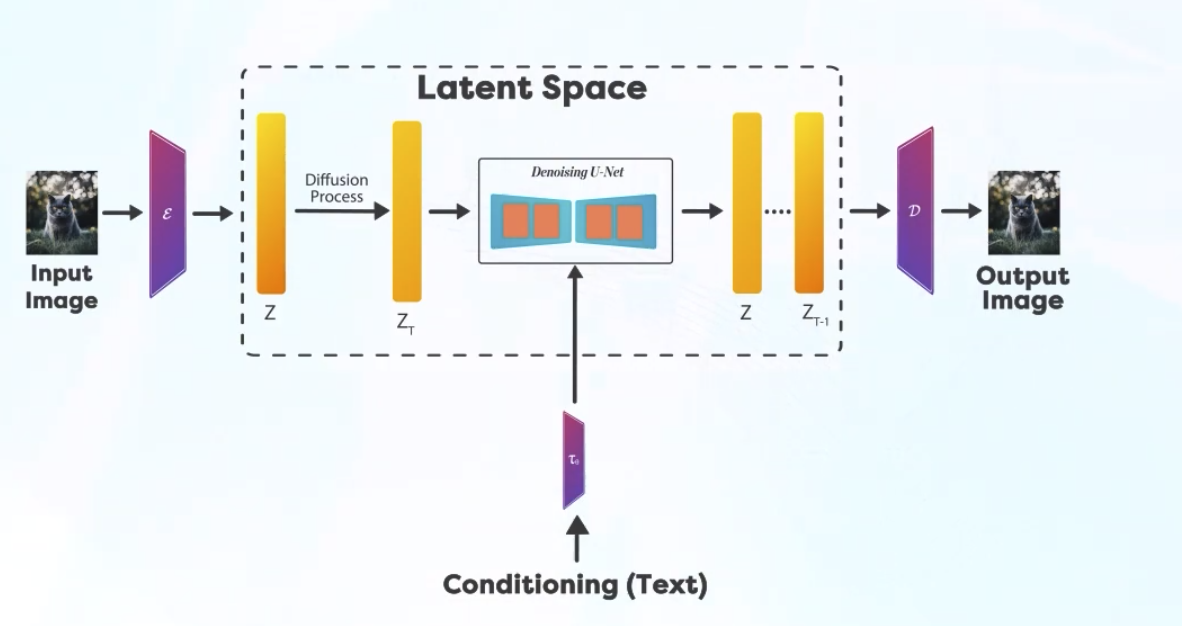 Latent Space
Denoising U-Net
Diffusion
Process
ℰ
𝒟
Input
Image
Output
Image
Z
Z_T
Z
Z_T-1
τ_θ
Conditioning (Text)